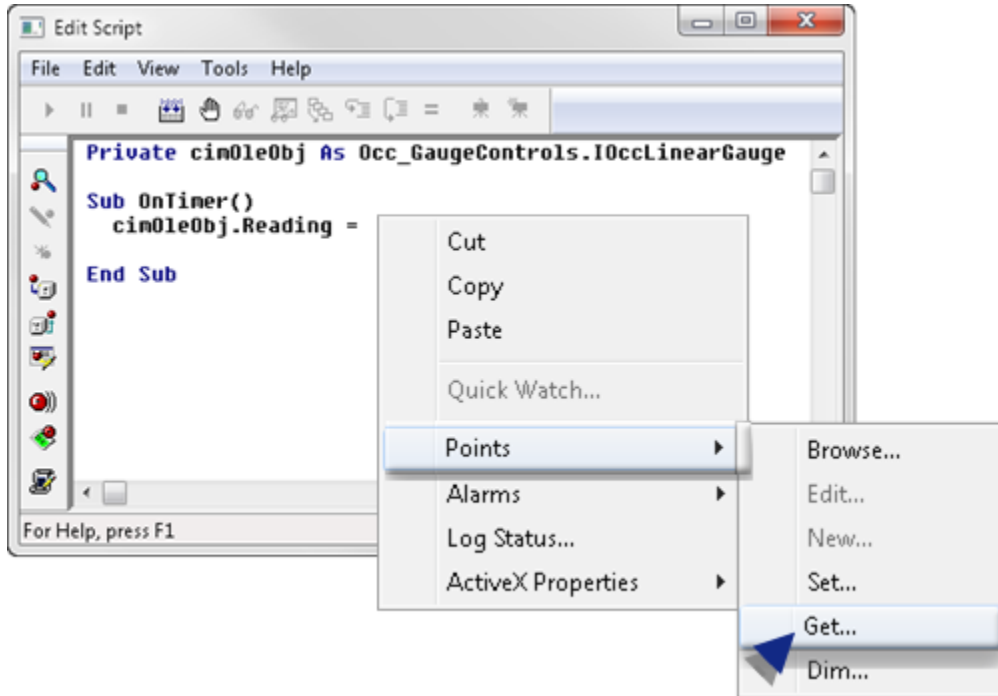 Edit Script
File Edit View Tools Help
Private cimOleObj As Occ_GaugeControls.IOccLinearGauge
Sub OnTimer()
cimOleObj.Reading =
End Sub
Cut
Copy
Paste
Quick Watch...
Points
Alarms
Log Status...
ActiveX Properties
Browse...
Edit...
New...
Set...
Get...
Dim...
For Help, press F1